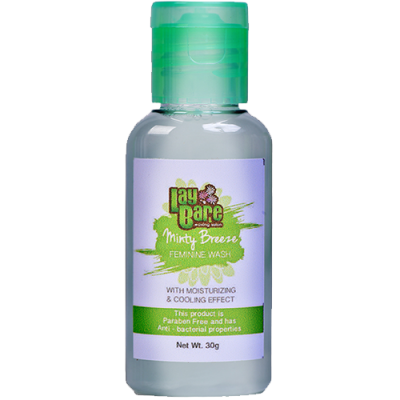 Lay
Bare
waxing salon
Minty Breeze
FEMININE WASH
WITH MOISTURIZING
& COOLING EFFECT
This product is
Paraben Free and has
Anti - bacterial properties
Net Wt. 30g